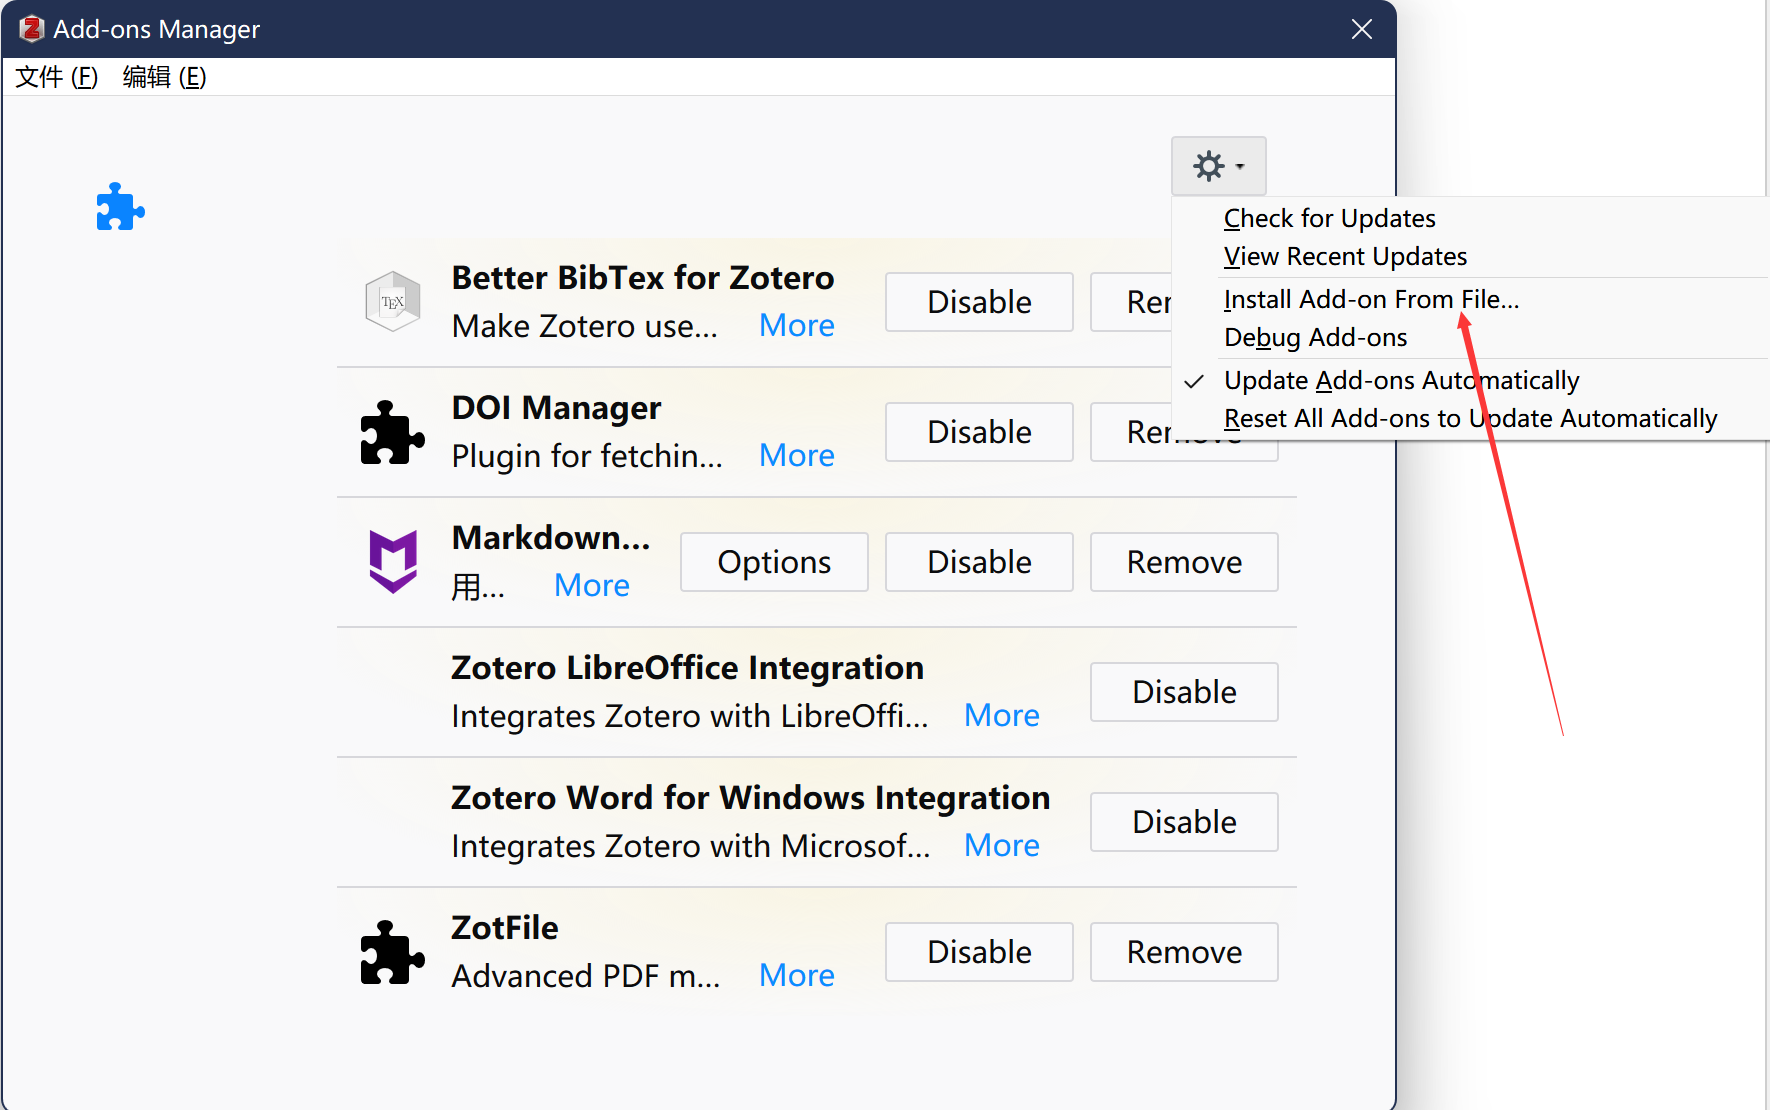 Add-ons Manager
文件 (F) 编辑 (E)
Check for Updates
View Recent Updates
Install Add-on From File...
Debug Add-ons
Update Add-ons Automatically
Reset All Add-ons to Update Automatically
Better BibTex for Zotero
Make Zotero use... More
Disable
TEX
DOI Manager
Plugin for fetchin... More
Disable
Markdown...
用... More
Options Disable Remove
Zotero LibreOffice Integration
Integrates Zotero with LibreOffi... More
Disable
Zotero Word for Windows Integration
Integrates Zotero with Microsof... More
Disable
ZotFile
Advanced PDF m... More
Disable Remove